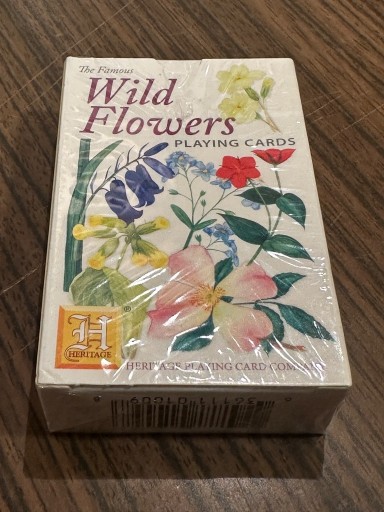 The Famous
Wild
Flowers
PLAYING CARDS
H
®
HERITAGE
HERITAGE PLAYING CARD COMPANY